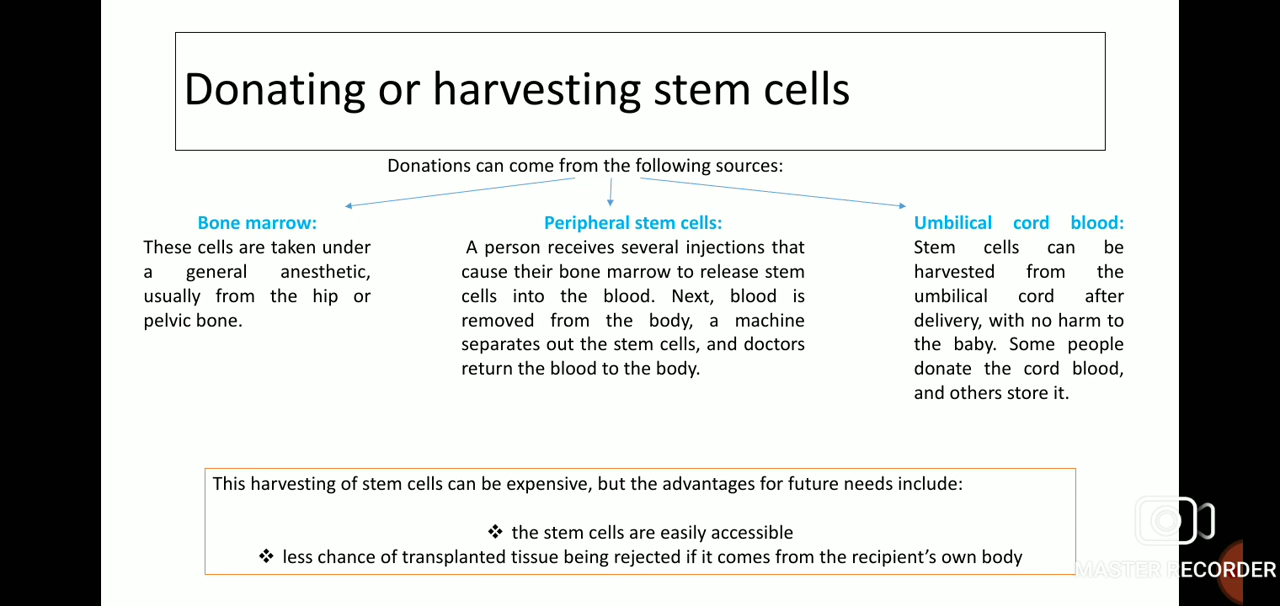 Donating or harvesting stem cells
Donations can come from the following sources:
Bone marrow:
These cells are taken under
a general anesthetic,
usually from the hip or
pelvic bone.
Peripheral stem cells:
A person receives several injections that
cause their bone marrow to release stem
cells into the blood. Next, blood is
removed from the body, a machine
separates out the stem cells, and doctors
return the blood to the body.
Umbilical cord blood:
Stem cells can be
harvested from the
umbilical cord after
delivery, with no harm to
the baby. Some people
donate the cord blood,
and others store it.
This harvesting of stem cells can be expensive, but the advantages for future needs include:
❖ the stem cells are easily accessible
❖ less chance of transplanted tissue being rejected if it comes from the recipient’s own body
MASTER RECORDER